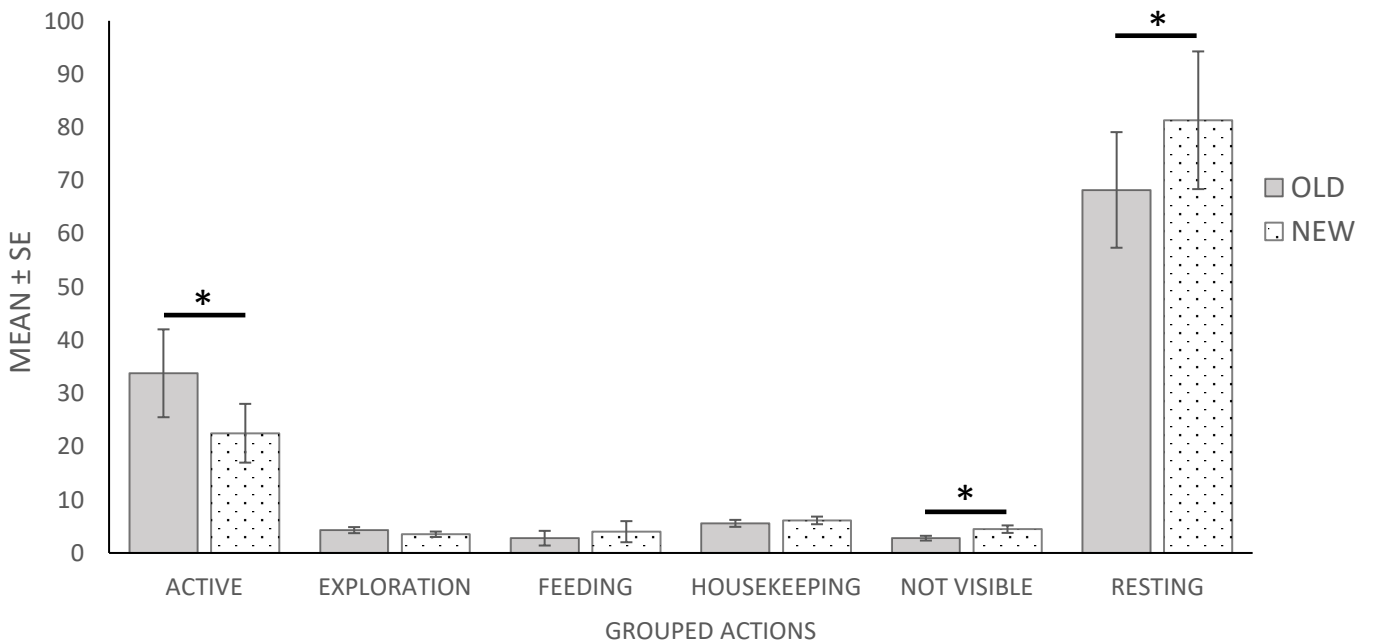 100
90
80
70
60
50
40
30
20
10
0
MEAN ± SE
*
*
*
OLD
NEW
ACTIVE EXPLORATION FEEDING HOUSEKEEPING NOT VISIBLE RESTING
GROUPED ACTIONS